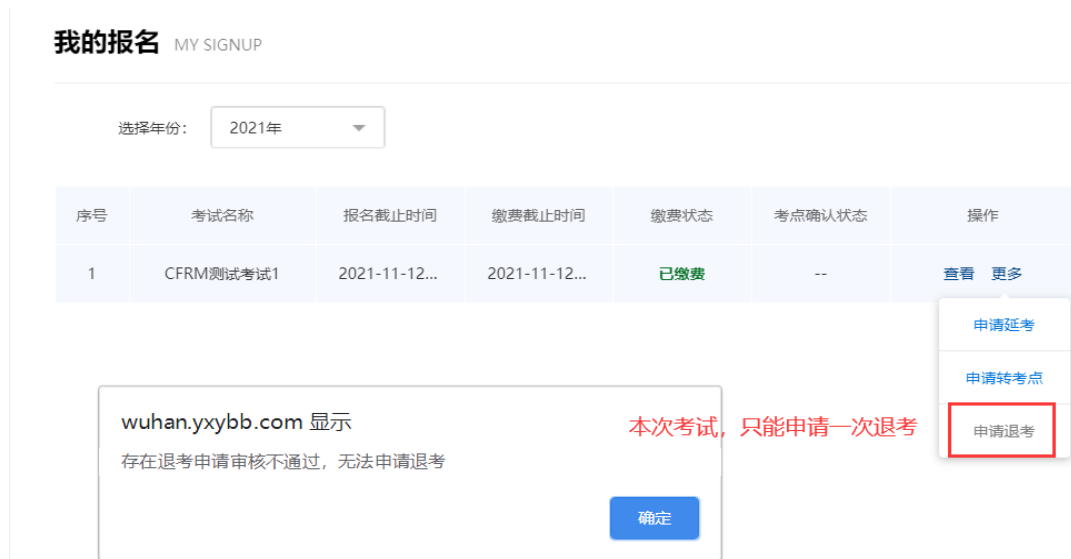 我的报名 MY SIGNUP
选择年份： 2021年
序号 考试名称 报名截止时间 缴费截止时间 缴费状态 考点确认状态 操作
1 CFRM测试考试1 2021-11-12... 2021-11-12... 已缴费 -- 查看 更多
申请延考
申请转考点
申请退考
wuhan.yxybb.com 显示
本次考试，只能申请一次退考
存在退考申请审核不通过，无法申请退考
确定